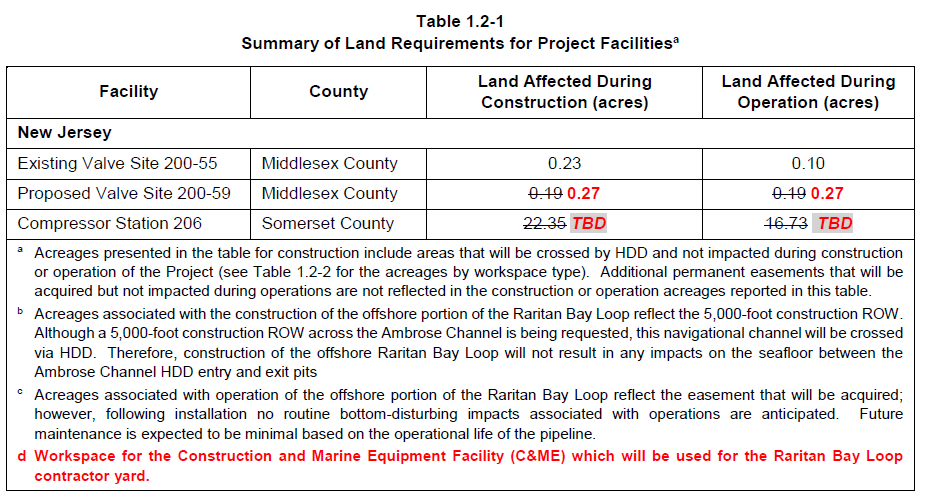 Table 1.2-1
Summary of Land Requirements for Project Facilitiesa
Facility County Land Affected During Construction (acres) Land Affected During Operation (acres)
New Jersey
Existing Valve Site 200-55 Middlesex County 0.23 0.10
Proposed Valve Site 200-59 Middlesex County 0.19 0.27 0.19 0.27
Compressor Station 206 Somerset County 22.35 TBD 16.73 TBD
a Acreages presented in the table for construction include areas that will be crossed by HDD and not impacted during construction
or operation of the Project (see Table 1.2-2 for the acreages by workspace type). Additional permanent easements that will be
acquired but not impacted during operations are not reflected in the construction or operation acreages reported in this table.
b Acreages associated with the construction of the offshore portion of the Raritan Bay Loop reflect the 5,000-foot construction ROW.
Although a 5,000-foot construction ROW across the Ambrose Channel is being requested, this navigational channel will be crossed
via HDD. Therefore, construction of the offshore Raritan Bay Loop will not result in any impacts on the seafloor between the
Ambrose Channel HDD entry and exit pits
c Acreages associated with operation of the offshore portion of the Raritan Bay Loop reflect the easement that will be acquired;
however, following installation no routine bottom-disturbing impacts associated with operations are anticipated. Future
maintenance is expected to be minimal based on the operational life of the pipeline.
d Workspace for the Construction and Marine Equipment Facility (C&ME) which will be used for the Raritan Bay Loop
contractor yard.